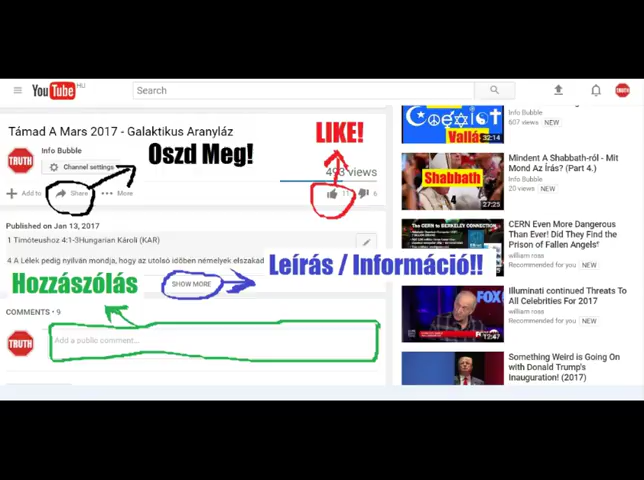 YouTube HU
Search
Támad A Mars 2017 - Galaktikus Aranyláz
TRUTH
Info Bubble
Channel settings
Oszd Meg!
LIKE!
493 views
Add to
Share
More
6
Published on Jan 13, 2017
1 Timóteushoz 4:1-3Hungarian Károli (KAR)
4 A Lélek pedig nyilván mondja, hogy az utolsó időben némelyek elszakad
Hozzászólás
SHOW MORE
Leírás / Információ!!
COMMENTS • 9
TRUTH
Add a public comment...
TRUTH
Coexist
Vallás
32:14
Info Bubble
607 views NEW
Shabbath
4
27:25
Mindent A Shabbath-ról - Mit
Mond Az Írás? (Part 4.)
Info Bubble
20 views NEW
The CERN to BERKELEY CONNECTION
CERN Even More Dangerous
Than Ever! Did They Find the
Prison of Fallen Angels"
william ross
Recommended for you NEW
FOX
12:47
Illuminati continued Threats To
All Celebrities For 2017
william ross
Recommended for you NEW
Something Weird is Going On
with Donald Trump's
Inauguration! (2017)